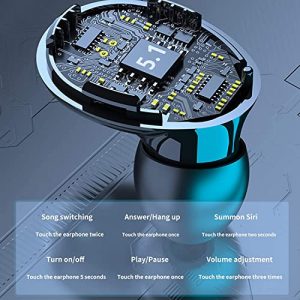 5.1
Song switching
Answer/Hang up
Summon Siri
Touch the earphone twice
Touch the earphone once
Touch the earphone two seconds
Turn on/off
Play/Pause
Volume adjustment
Touch the earphone 5 seconds
Touch the earphone once
Touch the earphone three times